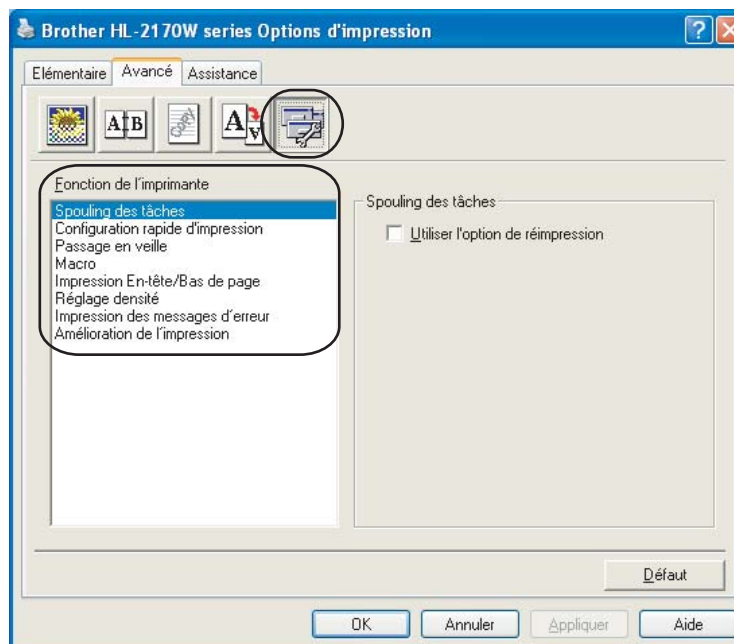 Brother HL-2170W series Options d'impression
Elémentaire Avancé Assistance
A B
COPY
A A
Fonction de l'imprimante
Spouling des tâches
Configuration rapide d'impression
Passage en veille
Macro
Impression En-tête/Bas de page
Réglage densité
Impression des messages d'erreur
Amélioration de l'impression
Spouling des tâches
Utiliser l'option de réimpression
Défaut
OK Annuler Appliquer Aide